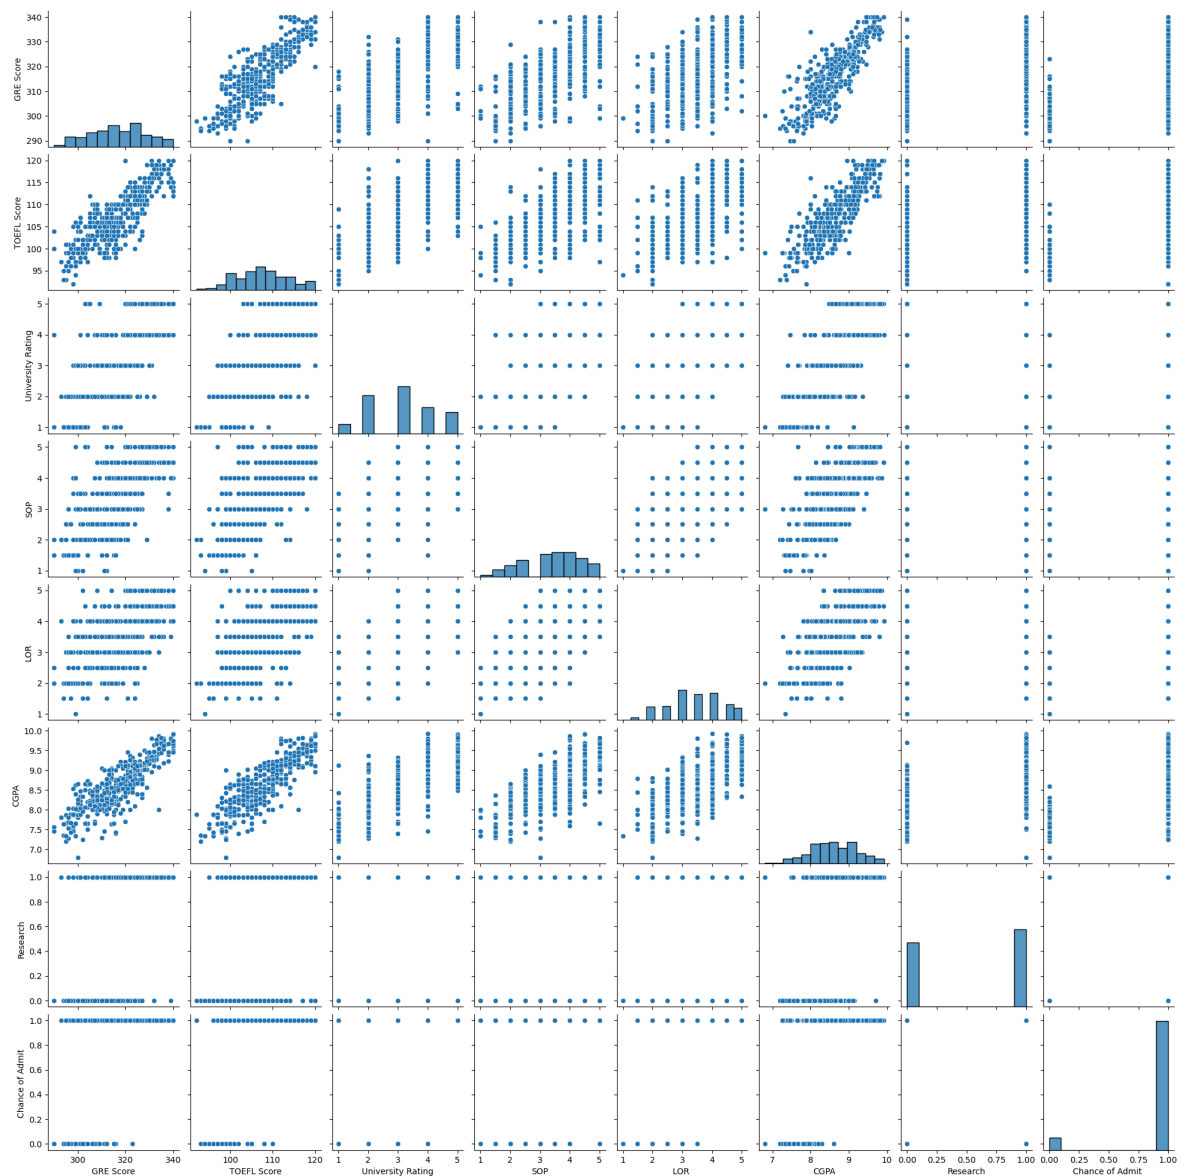 340
330
320
310
300
290
GRE Score
120
115
110
105
100
95
TOEFL Score
5
4
3
2
1
University Rating
5
4
3
2
1
SOP
5
4
3
2
1
LOR
10.0
9.5
9.0
8.5
8.0
7.5
7.0
CGPA
1.0
0.8
0.6
0.4
0.2
0.0
Research
1.0
0.8
0.6
0.4
0.2
0.0
Chance of Admit
300 320 340
GRE Score
100 110 120
TOEFL Score
1 2 3 4 5
University Rating
1 2 3 4 5
SOP
1 2 3 4 5
LOR
7 8 9 10
CGPA
0.00 0.25 0.50 0.75 1.00
Research
0.00 0.25 0.50 0.75 1.00
Chance of Admit